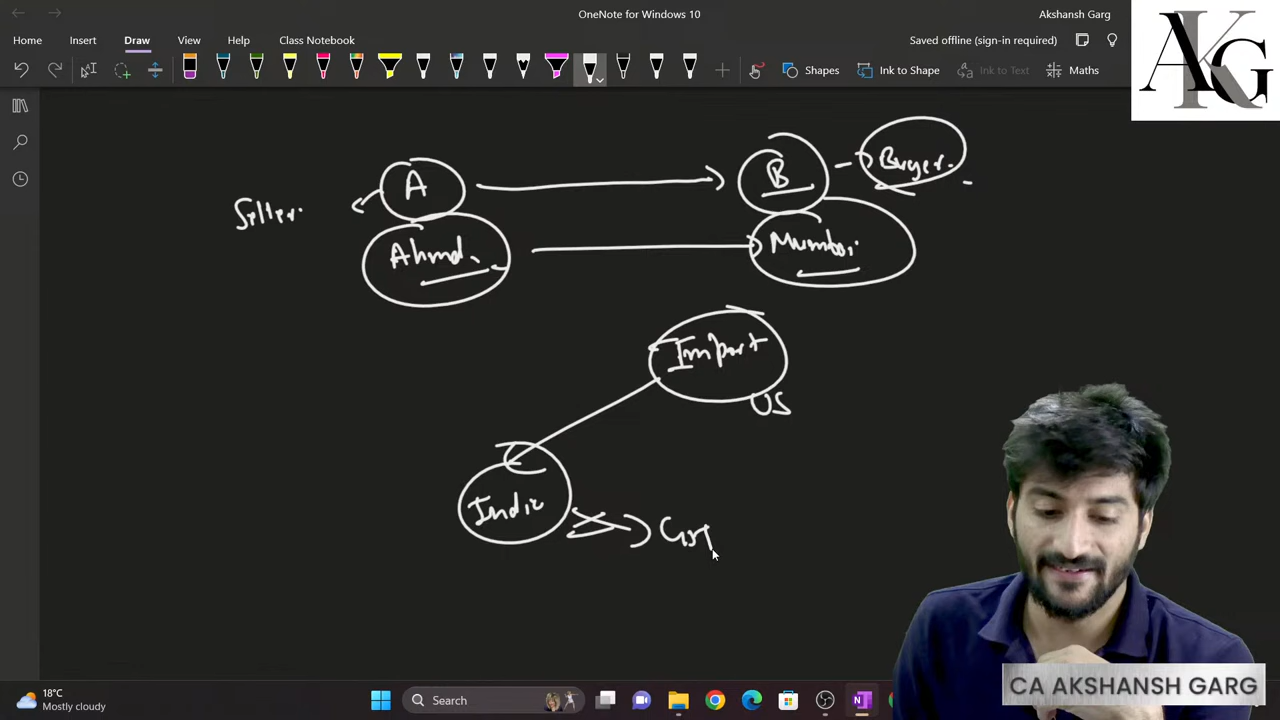 OneNote for Windows 10
Akshansh Garg
Home Insert Draw View Help Class Notebook
Saved offline (sign-in required)
Shapes Ink to Shape Ink to Text Maths
AKG
A B Buyer.
Seller.
Ahmd. Mumbai
Import
US
India
GST
CA AKSHANSH GARG
18°C
Mostly cloudy
Search